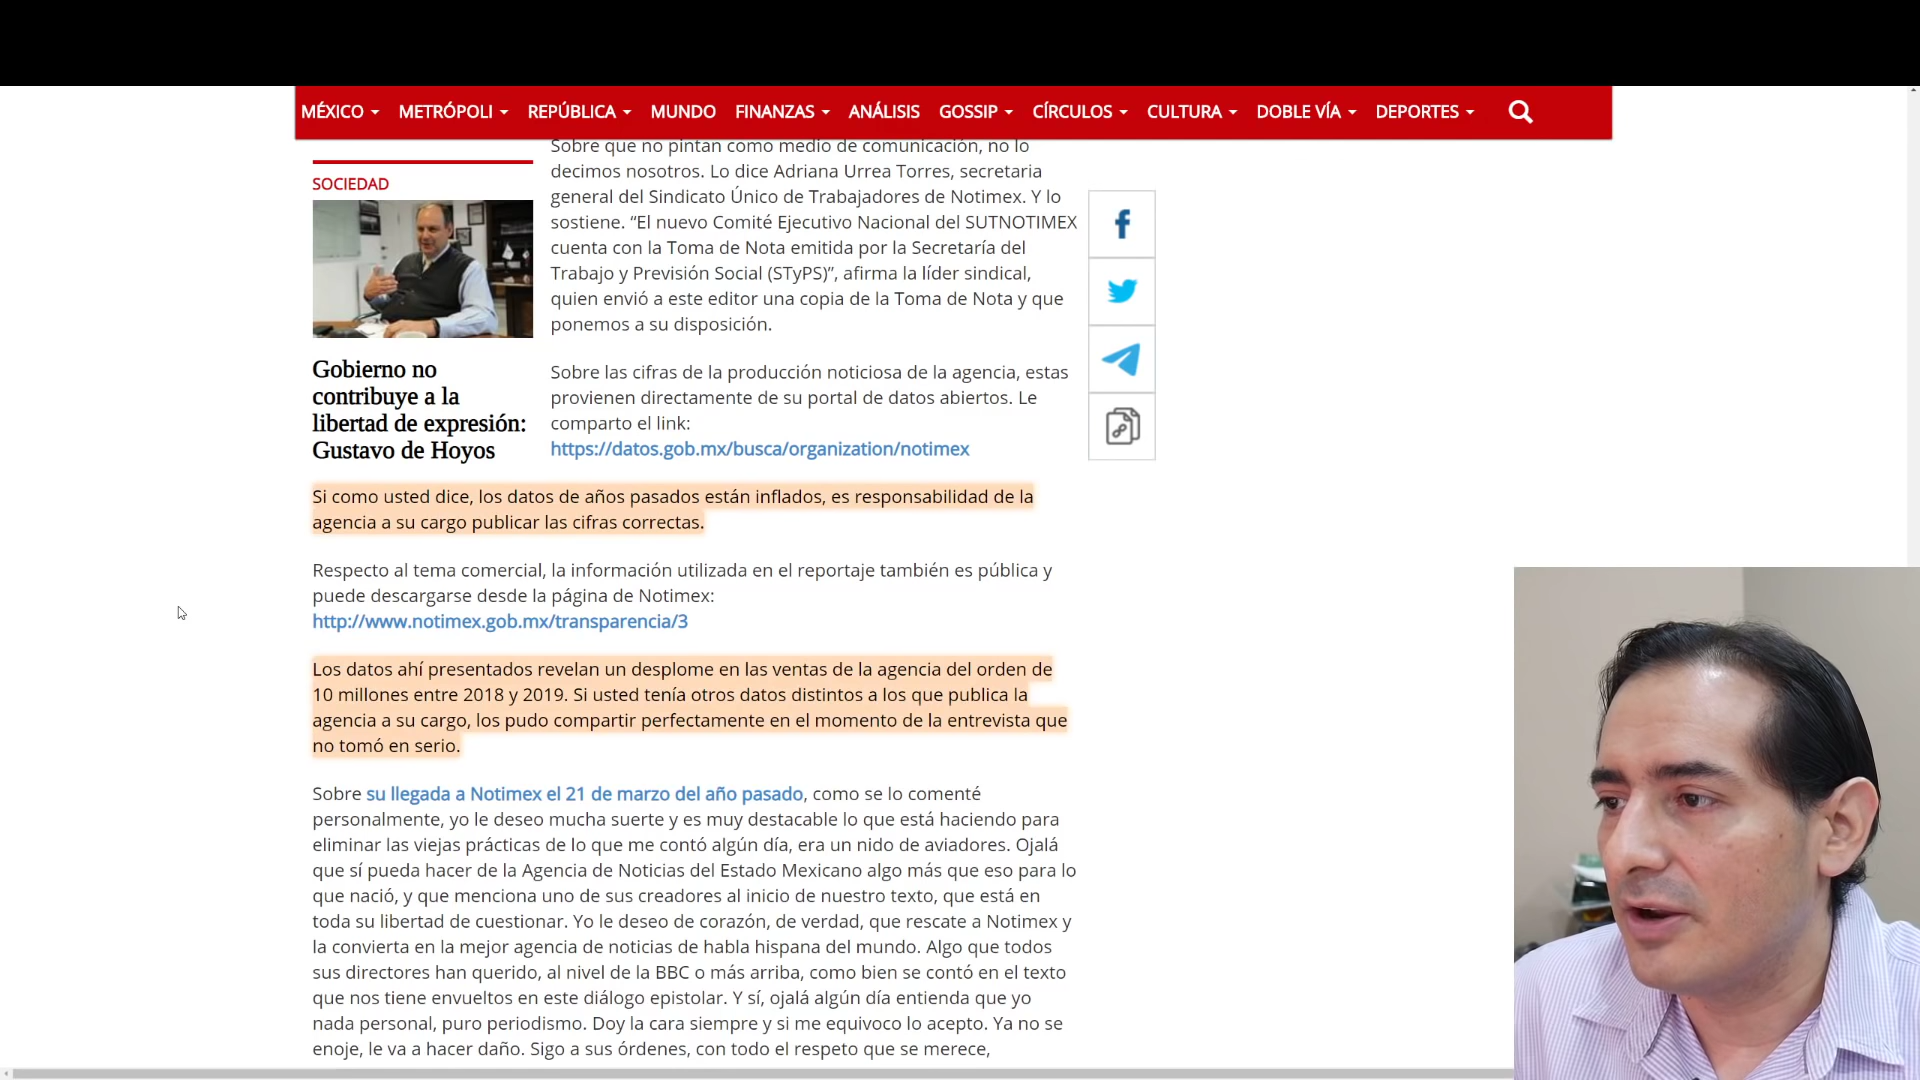 MÉXICO METRÓPOLI REPÚBLICA MUNDO FINANZAS ANÁLISIS GOSSIP CÍRCULOS CULTURA DOBLE VÍA DEPORTES
SOCIEDAD
Gobierno no
contribuye a la
libertad de expresión:
Gustavo de Hoyos
Sobre que no pintan como medio de comunicación, no lo
decimos nosotros. Lo dice Adriana Urrea Torres, secretaria
general del Sindicato Único de Trabajadores de Notimex. Y lo
sostiene. “El nuevo Comité Ejecutivo Nacional del SUTNOTIMEX
cuenta con la Toma de Nota emitida por la Secretaría del
Trabajo y Previsión Social (STyPS)”, afirma la líder sindical,
quien envió a este editor una copia de la Toma de Nota y que
ponemos a su disposición.
Sobre las cifras de la producción noticiosa de la agencia, estas
provienen directamente de su portal de datos abiertos. Le
comparto el link:
https://datos.gob.mx/busca/organization/notimex
Si como usted dice, los datos de años pasados están inflados, es responsabilidad de la
agencia a su cargo publicar las cifras correctas.
Respecto al tema comercial, la información utilizada en el reportaje también es pública y
puede descargarse desde la página de Notimex:
http://www.notimex.gob.mx/transparencia/3
Los datos ahí presentados revelan un desplome en las ventas de la agencia del orden de
10 millones entre 2018 y 2019. Si usted tenía otros datos distintos a los que publica la
agencia a su cargo, los pudo compartir perfectamente en el momento de la entrevista que
no tomó en serio.
Sobre su llegada a Notimex el 21 de marzo del año pasado, como se lo comenté
personalmente, yo le deseo mucha suerte y es muy destacable lo que está haciendo para
eliminar las viejas prácticas de lo que me contó algún día, era un nido de aviadores. Ojalá
que sí pueda hacer de la Agencia de Noticias del Estado Mexicano algo más que eso para lo
que nació, y que menciona uno de sus creadores al inicio de nuestro texto, que está en
toda su libertad de cuestionar. Yo le deseo de corazón, de verdad, que rescate a Notimex y
la convierta en la mejor agencia de noticias de habla hispana del mundo. Algo que todos
sus directores han querido, al nivel de la BBC o más arriba, como bien se contó en el texto
que nos tiene envueltos en este diálogo epistolar. Y sí, ojalá algún día entienda que yo
nada personal, puro periodismo. Doy la cara siempre y si me equivoco lo acepto. Ya no se
enoje, le va a hacer daño. Sigo a sus órdenes, con todo el respeto que se merece,